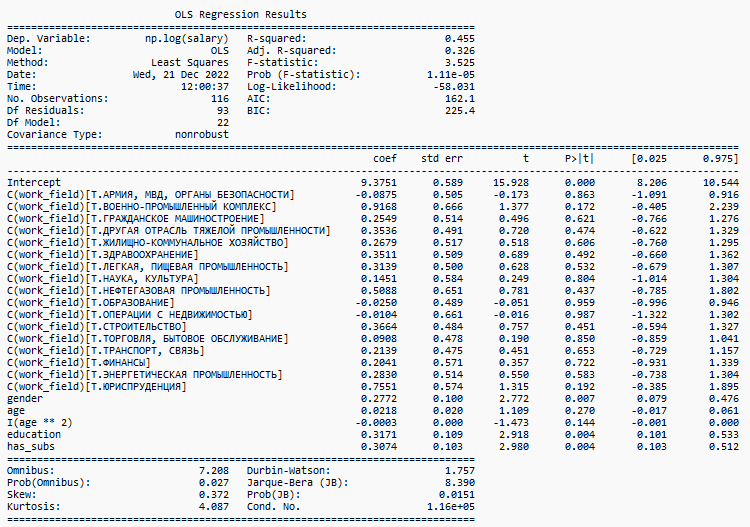 OLS Regression Results
==============================================================================
Dep. Variable: np.log(salary) R-squared: 0.455
Model: OLS Adj. R-squared: 0.326
Method: Least Squares F-statistic: 3.525
Date: Wed, 21 Dec 2022 Prob (F-statistic): 1.11e-05
Time: 12:00:37 Log-Likelihood: -58.031
No. Observations: 116 AIC: 162.1
Df Residuals: 93 BIC: 225.4
Df Model: 22
Covariance Type: nonrobust
==============================================================================
coef std err t P>|t| [0.025 0.975]
------------------------------------------------------------------------------
Intercept 9.3751 0.589 15.928 0.000 8.206 10.544
C(work_field)[T.АРМИЯ, МВД, ОРГАНЫ БЕЗОПАСНОСТИ] -0.0875 0.505 -0.173 0.863 -1.091 0.916
C(work_field)[T.ВОЕННО-ПРОМЫШЛЕННЫЙ КОМПЛЕКС] 0.9168 0.666 1.377 0.172 -0.405 2.239
C(work_field)[T.ГРАЖДАНСКОЕ МАШИНОСТРОЕНИЕ] 0.2549 0.514 0.496 0.621 -0.766 1.276
C(work_field)[T.ДРУГАЯ ОТРАСЛЬ ТЯЖЕЛОЙ ПРОМЫШЛЕННОСТИ] 0.3536 0.491 0.720 0.474 -0.622 1.329
C(work_field)[T.ЖИЛИЩНО-КОММУНАЛЬНОЕ ХОЗЯЙСТВО] 0.2679 0.517 0.518 0.606 -0.760 1.295
C(work_field)[T.ЗДРАВООХРАНЕНИЕ] 0.3511 0.509 0.689 0.492 -0.660 1.362
C(work_field)[T.ЛЕГКАЯ, ПИЩЕВАЯ ПРОМЫШЛЕННОСТЬ] 0.3139 0.500 0.628 0.532 -0.679 1.307
C(work_field)[T.НАУКА, КУЛЬТУРА] 0.1451 0.584 0.249 0.804 -1.014 1.304
C(work_field)[T.НЕФТЕГАЗОВАЯ ПРОМЫШЛЕННОСТЬ] 0.5088 0.651 0.781 0.437 -0.785 1.802
C(work_field)[T.ОБРАЗОВАНИЕ] -0.0250 0.489 -0.051 0.959 -0.996 0.946
C(work_field)[T.ОПЕРАЦИИ С НЕДВИЖИМОСТЬЮ] -0.0104 0.661 -0.016 0.987 -1.322 1.302
C(work_field)[T.СТРОИТЕЛЬСТВО] 0.3664 0.484 0.757 0.451 -0.594 1.327
C(work_field)[T.ТОРГОВЛЯ, БЫТОВОЕ ОБСЛУЖИВАНИЕ] 0.0908 0.478 0.190 0.850 -0.859 1.041
C(work_field)[T.ТРАНСПОРТ, СВЯЗЬ] 0.2139 0.475 0.451 0.653 -0.729 1.157
C(work_field)[T.ФИНАНСЫ] 0.2041 0.571 0.357 0.722 -0.931 1.339
C(work_field)[T.ЭНЕРГЕТИЧЕСКАЯ ПРОМЫШЛЕННОСТЬ] 0.2830 0.514 0.550 0.583 -0.738 1.304
C(work_field)[T.ЮРИСПРУДЕНЦИЯ] 0.7551 0.574 1.315 0.192 -0.385 1.895
gender 0.2772 0.100 2.772 0.007 0.079 0.476
age 0.0218 0.020 1.109 0.270 -0.017 0.061
I(age ** 2) -0.0003 0.000 -1.473 0.144 -0.001 0.000
education 0.3171 0.109 2.918 0.004 0.101 0.533
has_subs 0.3074 0.103 2.980 0.004 0.103 0.512
==============================================================================
Omnibus: 7.208 Durbin-Watson: 1.757
Prob(Omnibus): 0.027 Jarque-Bera (JB): 8.390
Skew: 0.372 Prob(JB): 0.0151
Kurtosis: 4.087 Cond. No. 1.16e+05
==============================================================================